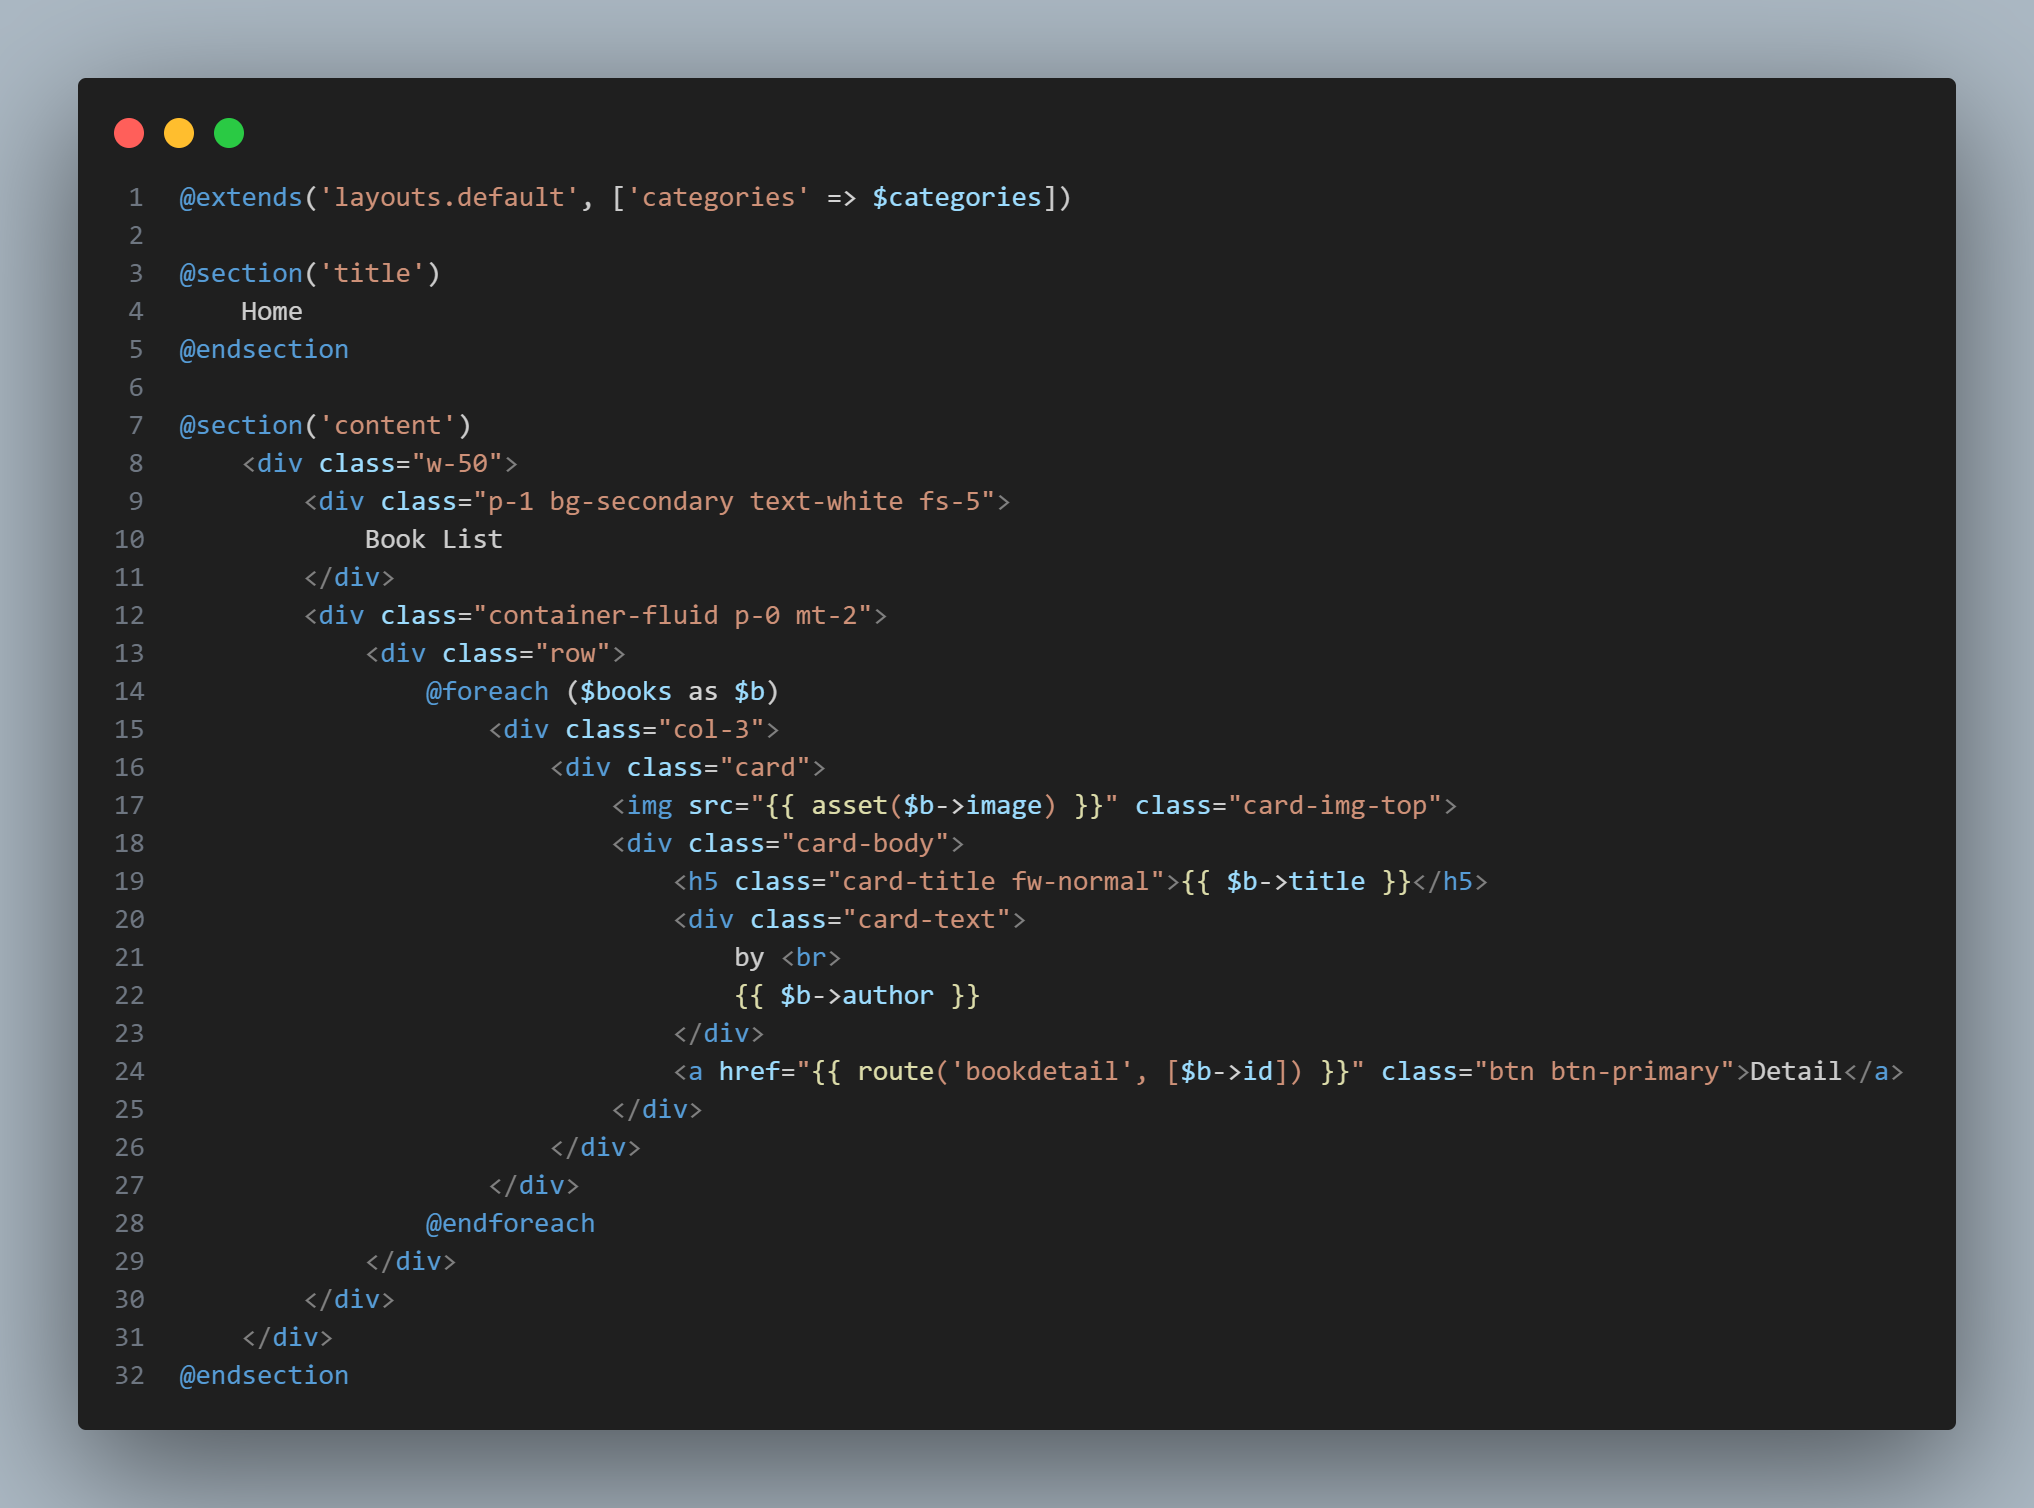 1 @extends('layouts.default', ['categories' => $categories])
2
3 @section('title')
4     Home
5 @endsection
6
7 @section('content')
8     <div class="w-50">
9         <div class="p-1 bg-secondary text-white fs-5">
10             Book List
11         </div>
12         <div class="container-fluid p-0 mt-2">
13             <div class="row">
14                 @foreach ($books as $b)
15                     <div class="col-3">
16                         <div class="card">
17                             <img src="{{ asset($b->image) }}" class="card-img-top">
18                             <div class="card-body">
19                                 <h5 class="card-title fw-normal">{{ $b->title }}</h5>
20                                 <div class="card-text">
21                                     by <br>
22                                     {{ $b->author }}
23                                 </div>
24                                 <a href="{{ route('bookdetail', [$b->id]) }}" class="btn btn-primary">Detail</a>
25                             </div>
26                         </div>
27                     </div>
28                 @endforeach
29             </div>
30         </div>
31     </div>
32 @endsection